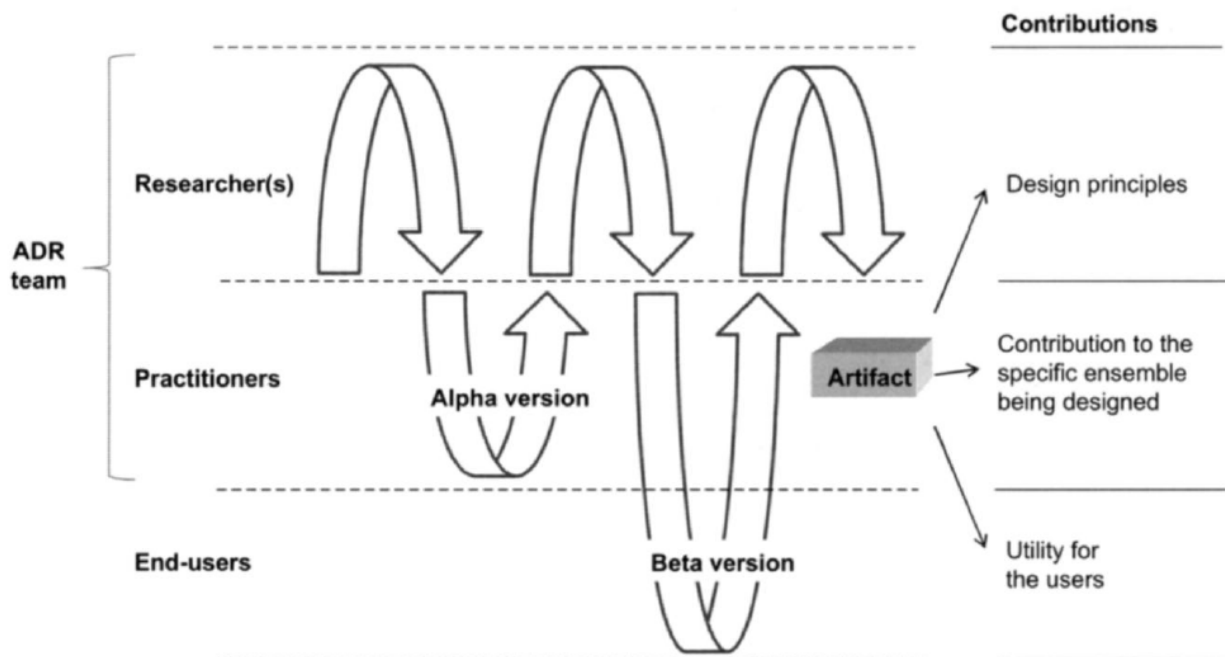 Contributions
Researcher(s)
Design principles
ADR
team
Practitioners
Alpha version
Artifact
Contribution to the
specific ensemble
being designed
End-users
Beta version
Utility for
the users